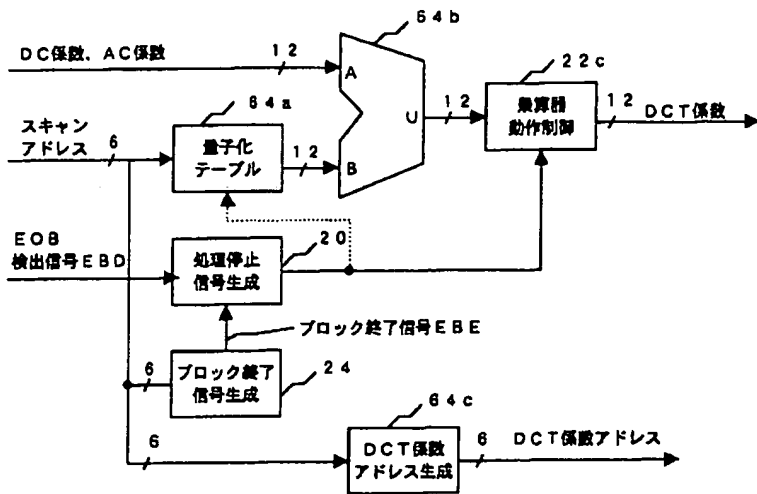 64b
DC係数、AC係数
12
A
64a
22c
スキャン
アドレス
6
量子化
テーブル
12
B
U
12
乗算器
動作制御
12
DCT係数
EOB
検出信号EBD
20
処理停止
信号生成
ブロック終了信号EBE
6
ブロック終了
信号生成
24
64c
6
DCT係数
アドレス生成
6
DCT係数アドレス